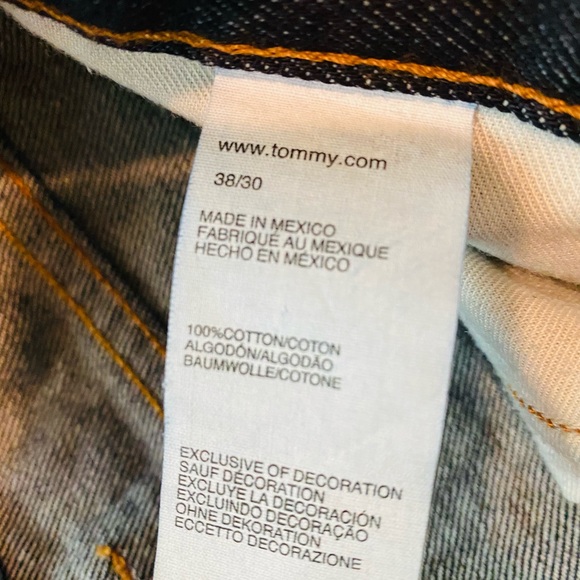 www.tommy.com
38/30
MADE IN MEXICO
FABRIQUÉ AU MEXIQUE
HECHO EN MÉXICO
100%COTTON/COTON
ALGODÓN/ALGODÃO
BAUMWOLLE/COTONE
EXCLUSIVE OF DECORATION
SAUF DÉCORATION
EXCLUYE LA DECORACIÓN
EXCLUINDO DECORAÇÃO
OHNE DEKORATION
ECCETTO DECORAZIONE